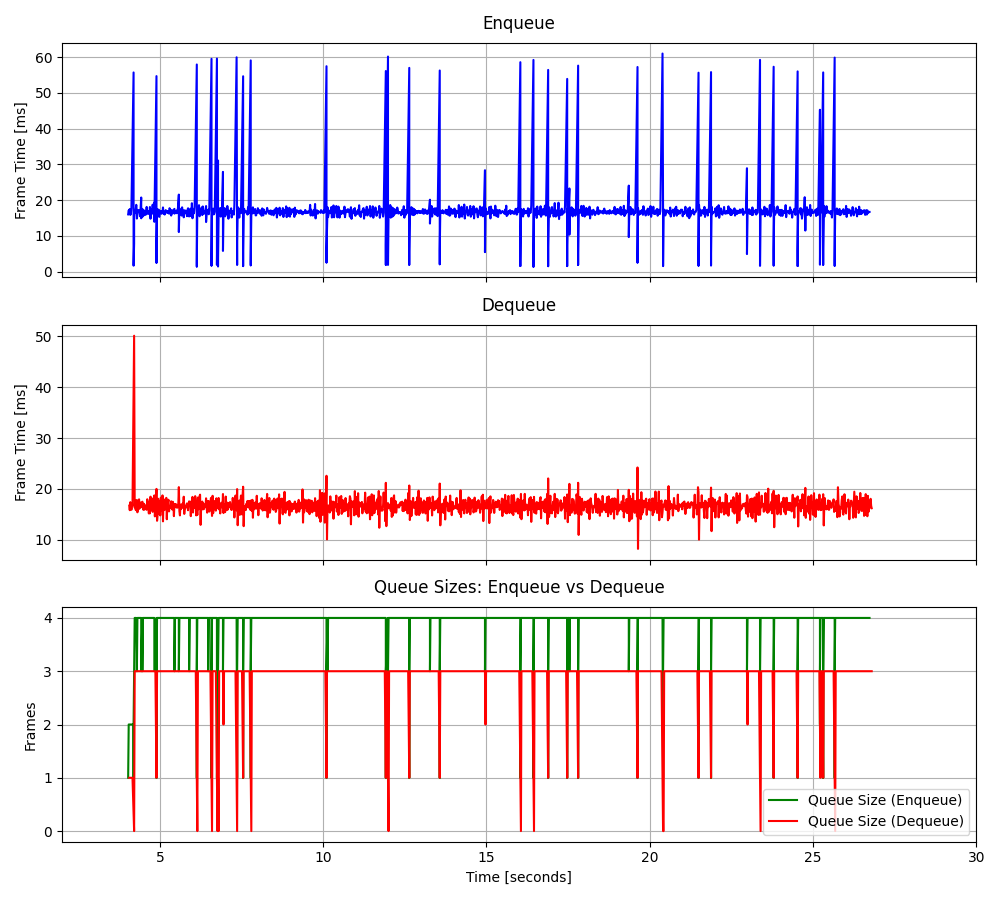 Enqueue
Frame Time [ms]
60
50
40
30
20
10
0
Dequeue
Frame Time [ms]
50
40
30
20
10
Queue Sizes: Enqueue vs Dequeue
Frames
4
3
2
1
0
Queue Size (Enqueue)
Queue Size (Dequeue)
5 10 15 20 25 30
Time [seconds]